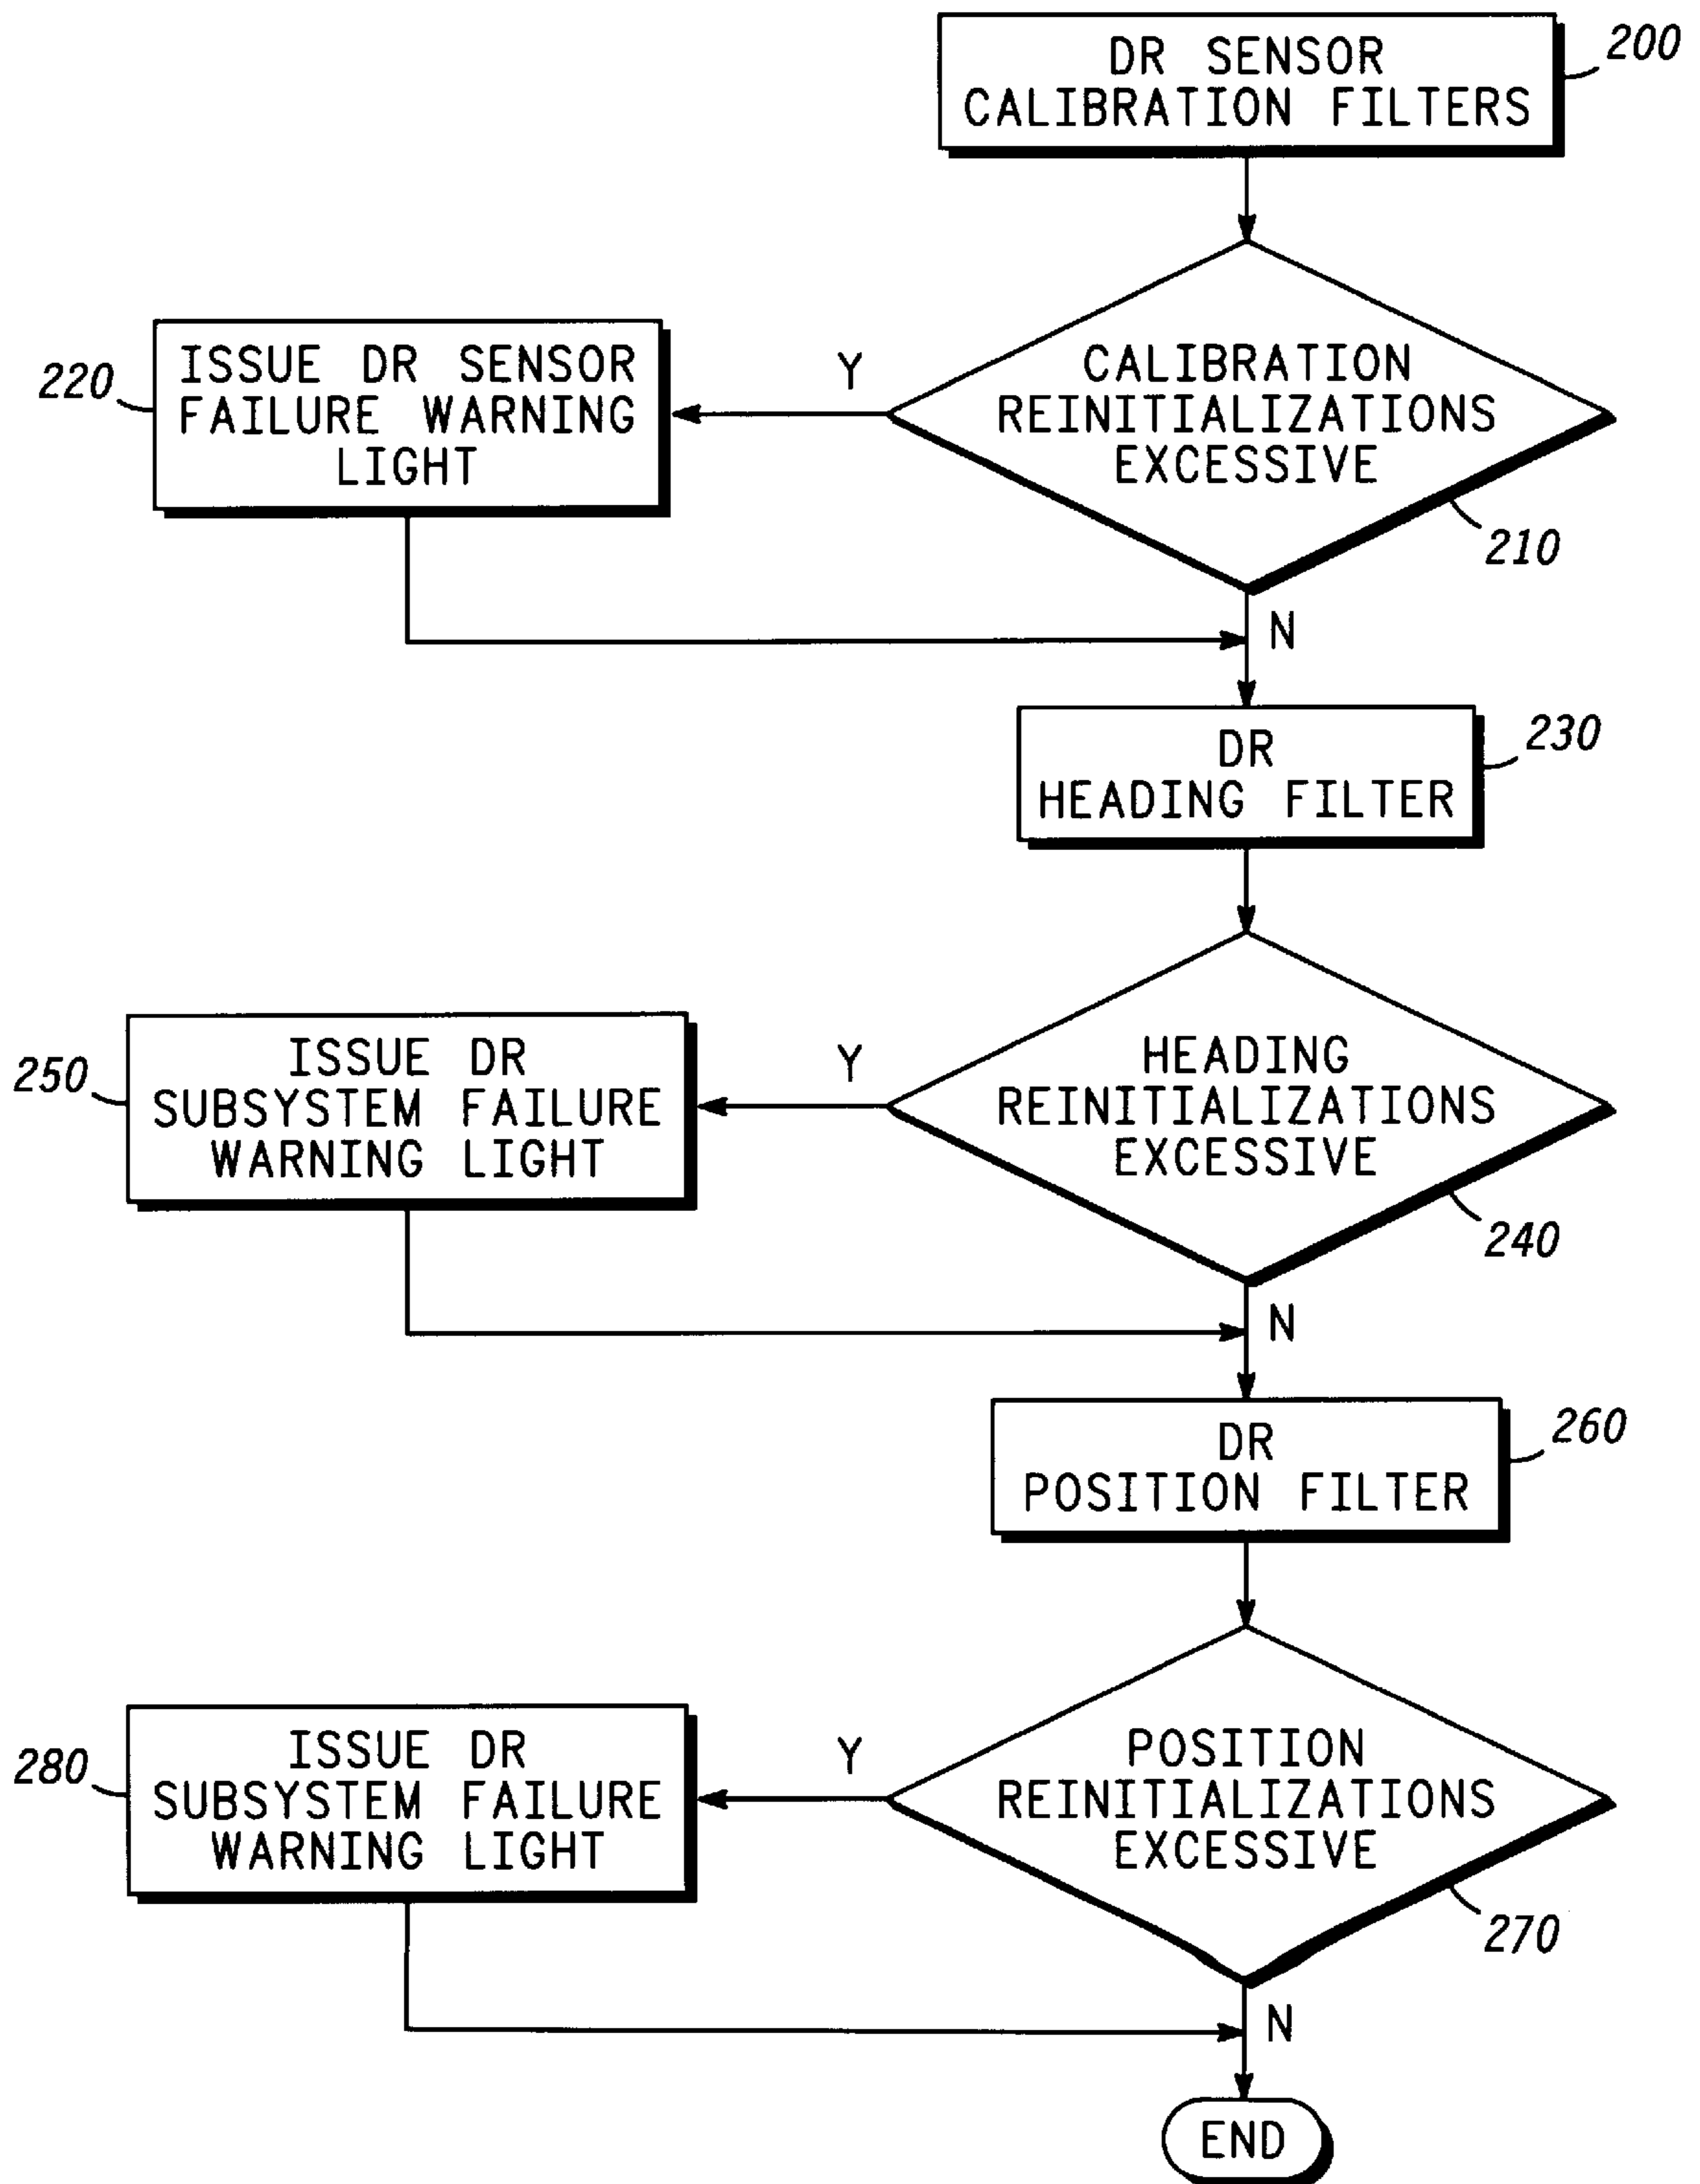 DR SENSOR
CALIBRATION FILTERS
200
CALIBRATION
REINITIALIZATIONS
EXCESSIVE
210
Y
ISSUE DR SENSOR
FAILURE WARNING
LIGHT
220
N
DR
HEADING FILTER
230
HEADING
REINITIALIZATIONS
EXCESSIVE
240
Y
ISSUE DR
SUBSYSTEM FAILURE
WARNING LIGHT
250
N
DR
POSITION FILTER
260
POSITION
REINITIALIZATIONS
EXCESSIVE
270
Y
ISSUE DR
SUBSYSTEM FAILURE
WARNING LIGHT
280
N
END